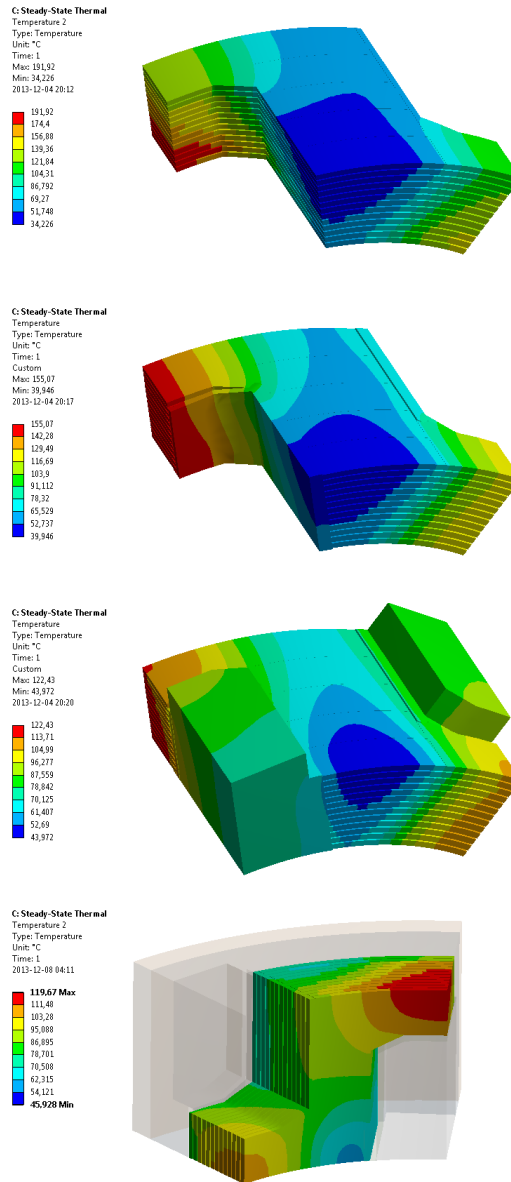 C: Steady-State Thermal
Temperature 2
Type: Temperature
Unit: °C
Time: 1
Max: 191,92
Min: 34,226
2013-12-04 20:12
191,92
174,4
156,88
139,36
121,84
104,31
86,792
69,27
51,748
34,226
C: Steady-State Thermal
Temperature
Type: Temperature
Unit: °C
Time: 1
Custom
Max: 155,07
Min: 39,946
2013-12-04 20:17
155,07
142,28
129,49
116,69
103,9
91,112
78,32
65,529
52,737
39,946
C: Steady-State Thermal
Temperature
Type: Temperature
Unit: °C
Time: 1
Custom
Max: 122,43
Min: 43,972
2013-12-04 20:20
122,43
113,71
104,99
96,277
87,559
78,842
70,125
61,407
52,69
43,972
C: Steady-State Thermal
Temperature 2
Type: Temperature
Unit: °C
Time: 1
2013-12-08 04:11
119,67 Max
111,48
103,28
95,088
86,895
78,701
70,508
62,315
54,121
45,928 Min